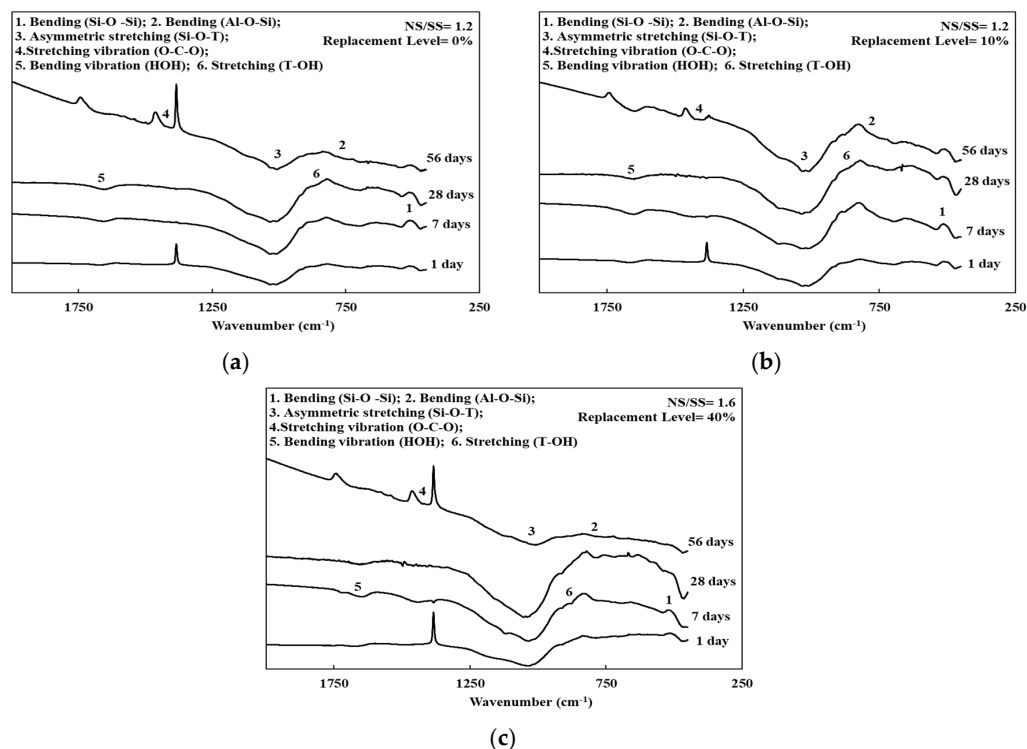 1. Bending (Si-O -Si); 2. Bending (Al-O-Si);
3. Asymmetric stretching (Si-O-T);
4.Stretching vibration (O-C-O);
5. Bending vibration (HOH); 6. Stretching (T-OH)
NS/SS= 1.2
Replacement Level= 0%
4
2
3
56 days
6
5
28 days
1
7 days
1 day
1750
1250
750
250
Wavenumber (cm⁻¹)
(a)
1. Bending (Si-O -Si); 2. Bending (Al-O-Si);
3. Asymmetric stretching (Si-O-T);
4.Stretching vibration (O-C-O);
5. Bending vibration (HOH); 6. Stretching (T-OH)
NS/SS= 1.2
Replacement Level= 10%
4
2
3
6
56 days
5
28 days
1
7 days
1 day
1750
1250
750
250
Wavenumber (cm⁻¹)
(b)
1. Bending (Si-O -Si); 2. Bending (Al-O-Si);
3. Asymmetric stretching (Si-O-T);
4.Stretching vibration (O-C-O);
5. Bending vibration (HOH); 6. Stretching (T-OH)
NS/SS= 1.6
Replacement Level= 40%
4
3
2
56 days
28 days
5
6
1
7 days
1 day
1750
1250
750
250
Wavenumber (cm⁻¹)
(c)